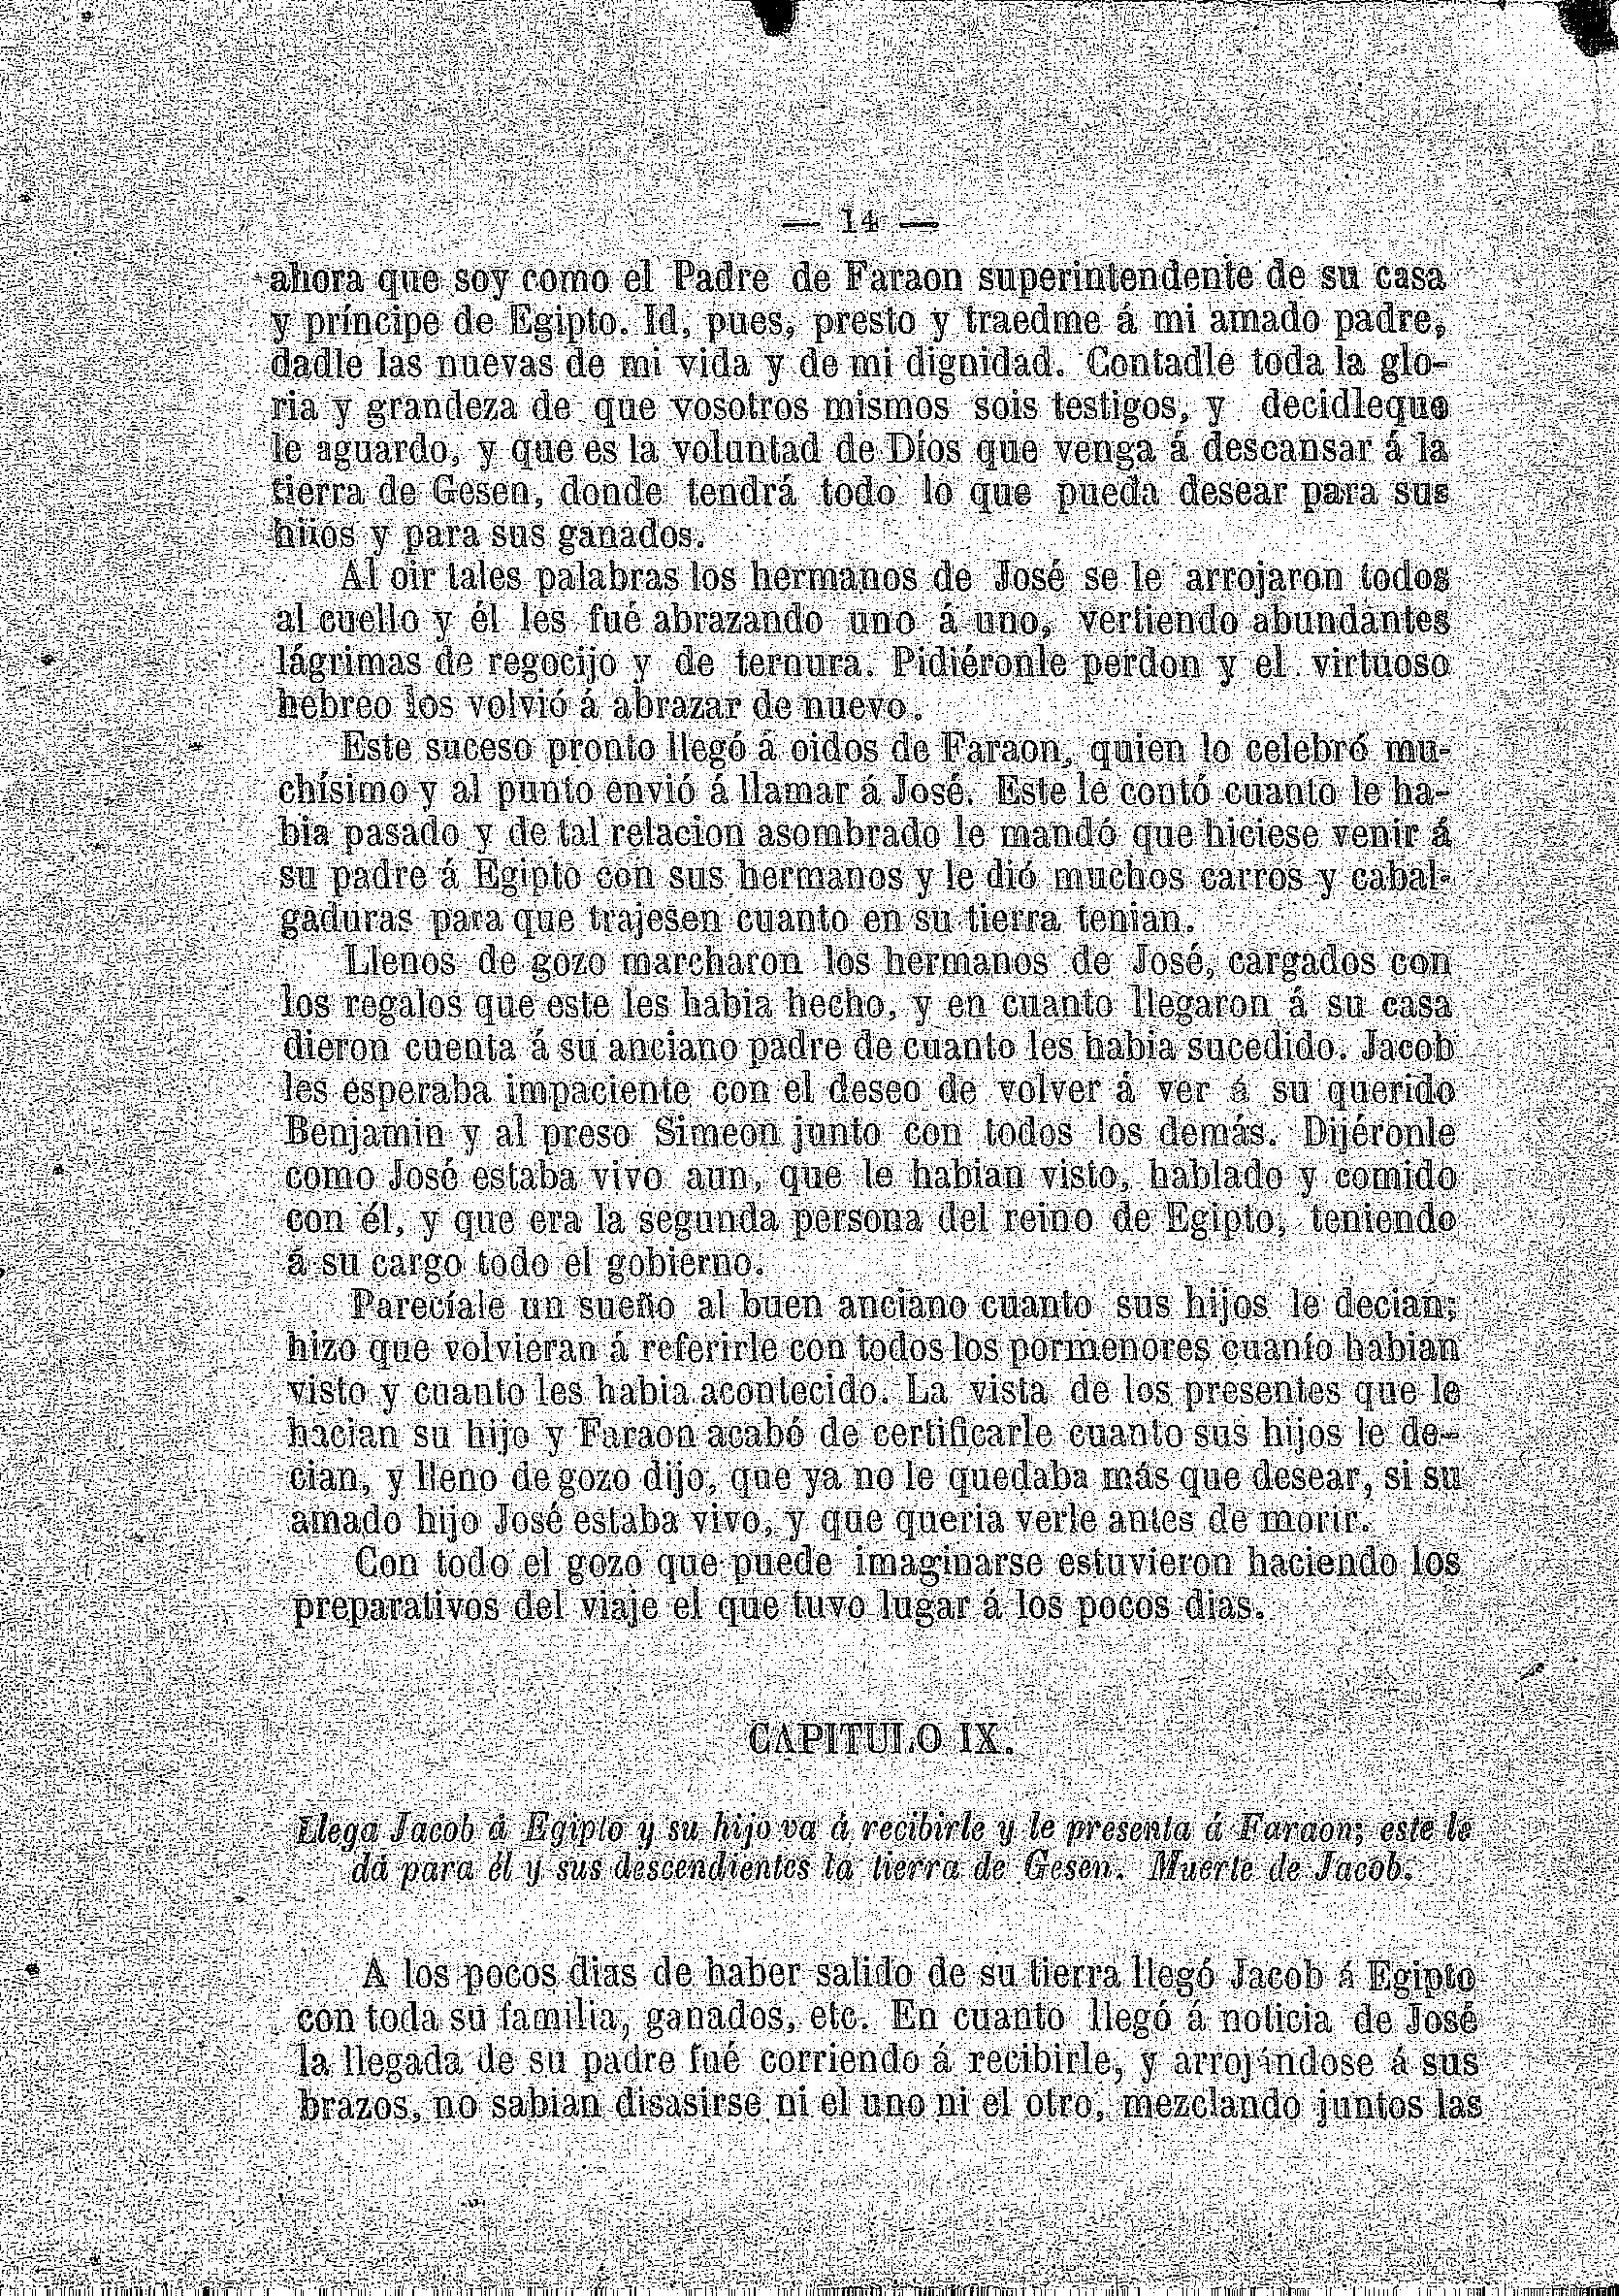 — 14 —
ahora que soy como el Padre de Faraon superintendente de su casa
y príncipe de Egipto. Id, pues, presto y traedme á mi amado padre,
dadle las nuevas de mi vida y de mi dignidad. Contadle toda la glo-
ria y grandeza de que vosotros mismos sois testigos, y decidleque
le aguardo, y que es la voluntad de Díos que venga á descansar á la
tierra de Gesen, donde tendrá todo lo que pueda desear para sus
hijos y para sus ganados.
Al oir tales palabras los hermanos de José se le arrojaron todos
al cuello y él les fué abrazando uno á uno, vertiendo abundantes
lágrimas de regocijo y de ternura. Pidiéronle perdon y el virtuoso
hebreo los volvió á abrazar de nuevo.
Este suceso pronto llegó á oidos de Faraon, quien lo celebró mu-
chísimo y al punto envió á llamar á José. Este le contó cuanto le ha-
bia pasado y de tal relacion asombrado le mandó que hiciese venir á
su padre á Egipto con sus hermanos y le dió muchos carros y cabal-
gaduras para que trajesen cuanto en su tierra tenian.
Llenos de gozo marcharon los hermanos de José, cargados con
los regalos que este les habia hecho, y en cuanto llegaron á su casa
dieron cuenta á su anciano padre de cuanto les habia sucedido. Jacob
les esperaba impaciente con el deseo de volver á ver á su querido
Benjamin y al preso Simeon junto con todos los demás. Dijéronle
como José estaba vivo aun, que le habian visto, hablado y comido
con él, y que era la segunda persona del reino de Egipto, teniendo
á su cargo todo el gobierno.
Parecíale un sueño al buen anciano cuanto sus hijos le decian;
hizo que volvieran á referirle con todos los pormenores cuanto habian
visto y cuanto les habia acontecido. La vista de los presentes que le
hacian su hijo y Faraon acabó de certificarle cuanto sus hijos le de-
cian, y lleno de gozo dijo, que ya no le quedaba más que desear, si su
amado hijo José estaba vivo, y que queria verle antes de morir.
Con todo el gozo que puede imaginarse estuvieron haciendo los
preparativos del viaje el que tuvo lugar á los pocos dias.
CAPITULO IX.
Llega Jacob á Egipto y su hijo va á recibirle y le presenta á Faraon; este le
dá para él y sus descendientes la tierra de Gesen. Muerte de Jacob.
A los pocos dias de haber salido de su tierra llegó Jacob á Egipto
con toda su familia, ganados, etc. En cuanto llegó á noticia de José
la llegada de su padre fué corriendo á recibirle, y arrojándose á sus
brazos, no sabian disasirse ni el uno ni el otro, mezclando juntos las